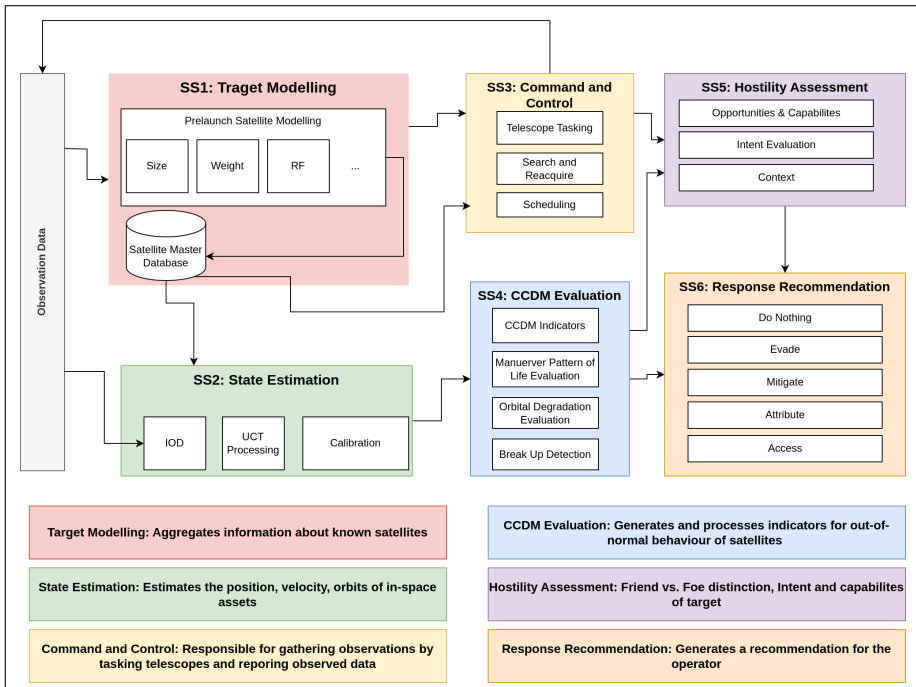 Observation Data
SS1: Traget Modelling
Prelaunch Satellite Modelling
Size
Weight
RF
...
Satellite Master
Database
SS2: State Estimation
IOD
UCT
Processing
Calibration
SS3: Command and
Control
Telescope Tasking
Search and
Reacquire
Scheduling
SS4: CCDM Evaluation
CCDM Indicators
Manuerver Pattern of
Life Evaluation
Orbital Degradation
Evaluation
Break Up Detection
SS5: Hostility Assessment
Opportunities & Capabilites
Intent Evaluation
Context
SS6: Response Recommendation
Do Nothing
Evade
Mitigate
Attribute
Access
Target Modelling: Aggregates information about known satellites
State Estimation: Estimates the position, velocity, orbits of in-space
assets
Command and Control: Responsible for gathering observations by
tasking telescopes and reporing observed data
CCDM Evaluation: Generates and processes indicators for out-of-
normal behaviour of satellites
Hostility Assessment: Friend vs. Foe distinction, Intent and capabilites
of target
Response Recommendation: Generates a recommendation for the
operator